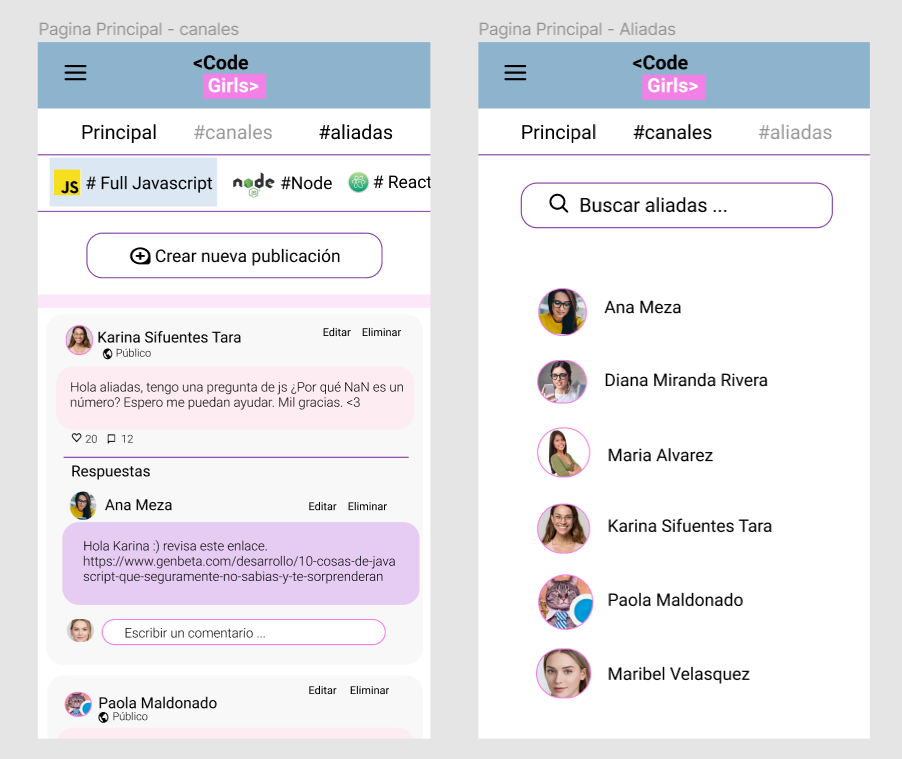 Pagina Principal - canales
<Code
Girls>
Principal #canales #aliadas
JS # Full Javascript node JS #Node # React
Crear nueva publicación
Karina Sifuentes Tara Editar Eliminar
Público
Hola aliadas, tengo una pregunta de js ¿Por qué NaN es un
número? Espero me puedan ayudar. Mil gracias. <3
20 12
Respuestas
Ana Meza Editar Eliminar
Hola Karina :) revisa este enlace.
https://www.genbeta.com/desarrollo/10-cosas-de-java
script-que-seguramente-no-sabias-y-te-sorprenderan
Escribir un comentario ...
Paola Maldonado Editar Eliminar
Público
Pagina Principal - Aliadas
<Code
Girls>
Principal #canales #aliadas
Buscar aliadas ...
Ana Meza
Diana Miranda Rivera
Maria Alvarez
Karina Sifuentes Tara
Paola Maldonado
Maribel Velasquez